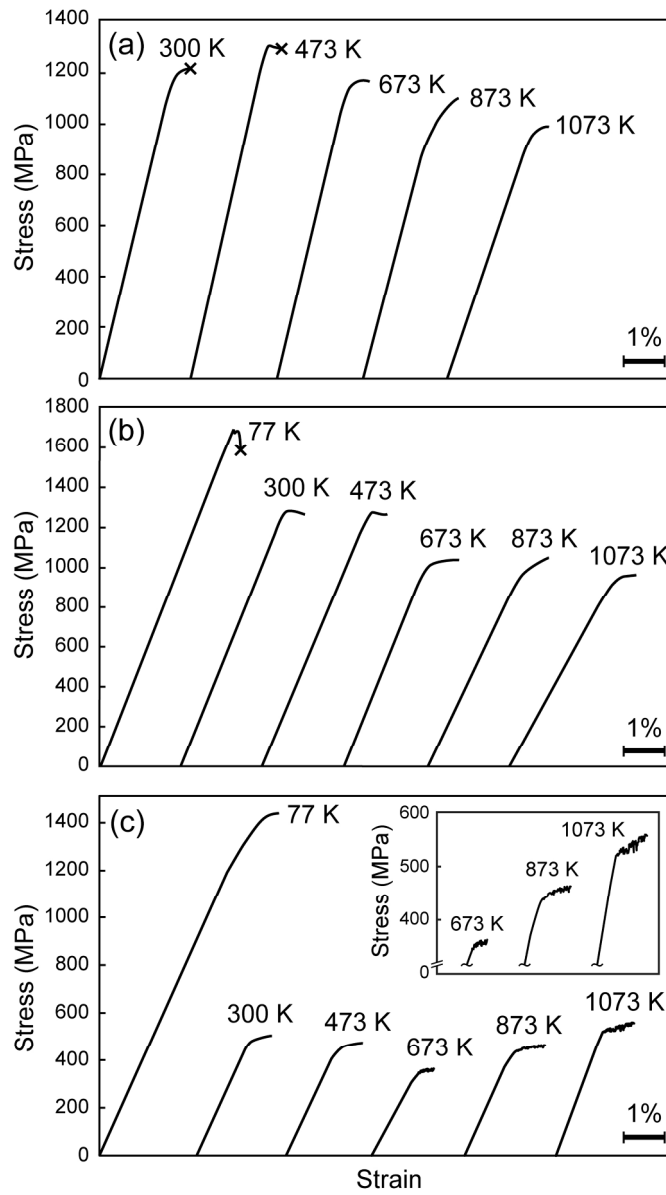 1400
(a)
300 K
473 K
1200
673 K
873 K
1073 K
1000
800
600
400
200
0
Stress (MPa)
1%
1800
(b)
77 K
1600
1400
300 K
473 K
1200
673 K
873 K
1073 K
1000
800
600
400
200
0
Stress (MPa)
1%
1400
(c)
77 K
1200
1000
800
600
400
200
0
Stress (MPa)
300 K
473 K
673 K
873 K
1073 K
1%
600
500
400
0
Stress (MPa)
673 K
873 K
1073 K
Strain